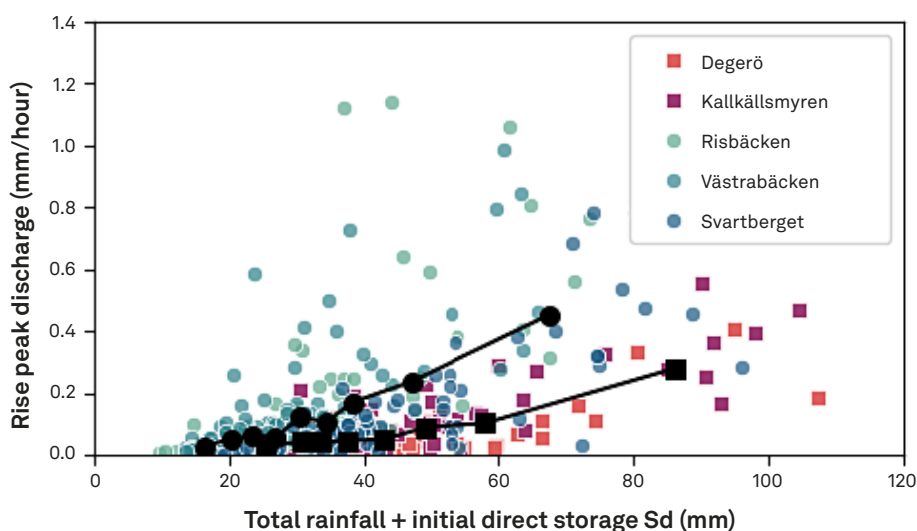 1.4
1.2
1.0
0.8
0.6
0.4
0.2
0.0
Rise peak discharge (mm/hour)
Degerö
Kallkällsmyren
Risbäcken
Västrabäcken
Svartberget
0 20 40 60 80 100 120
Total rainfall + initial direct storage Sd (mm)